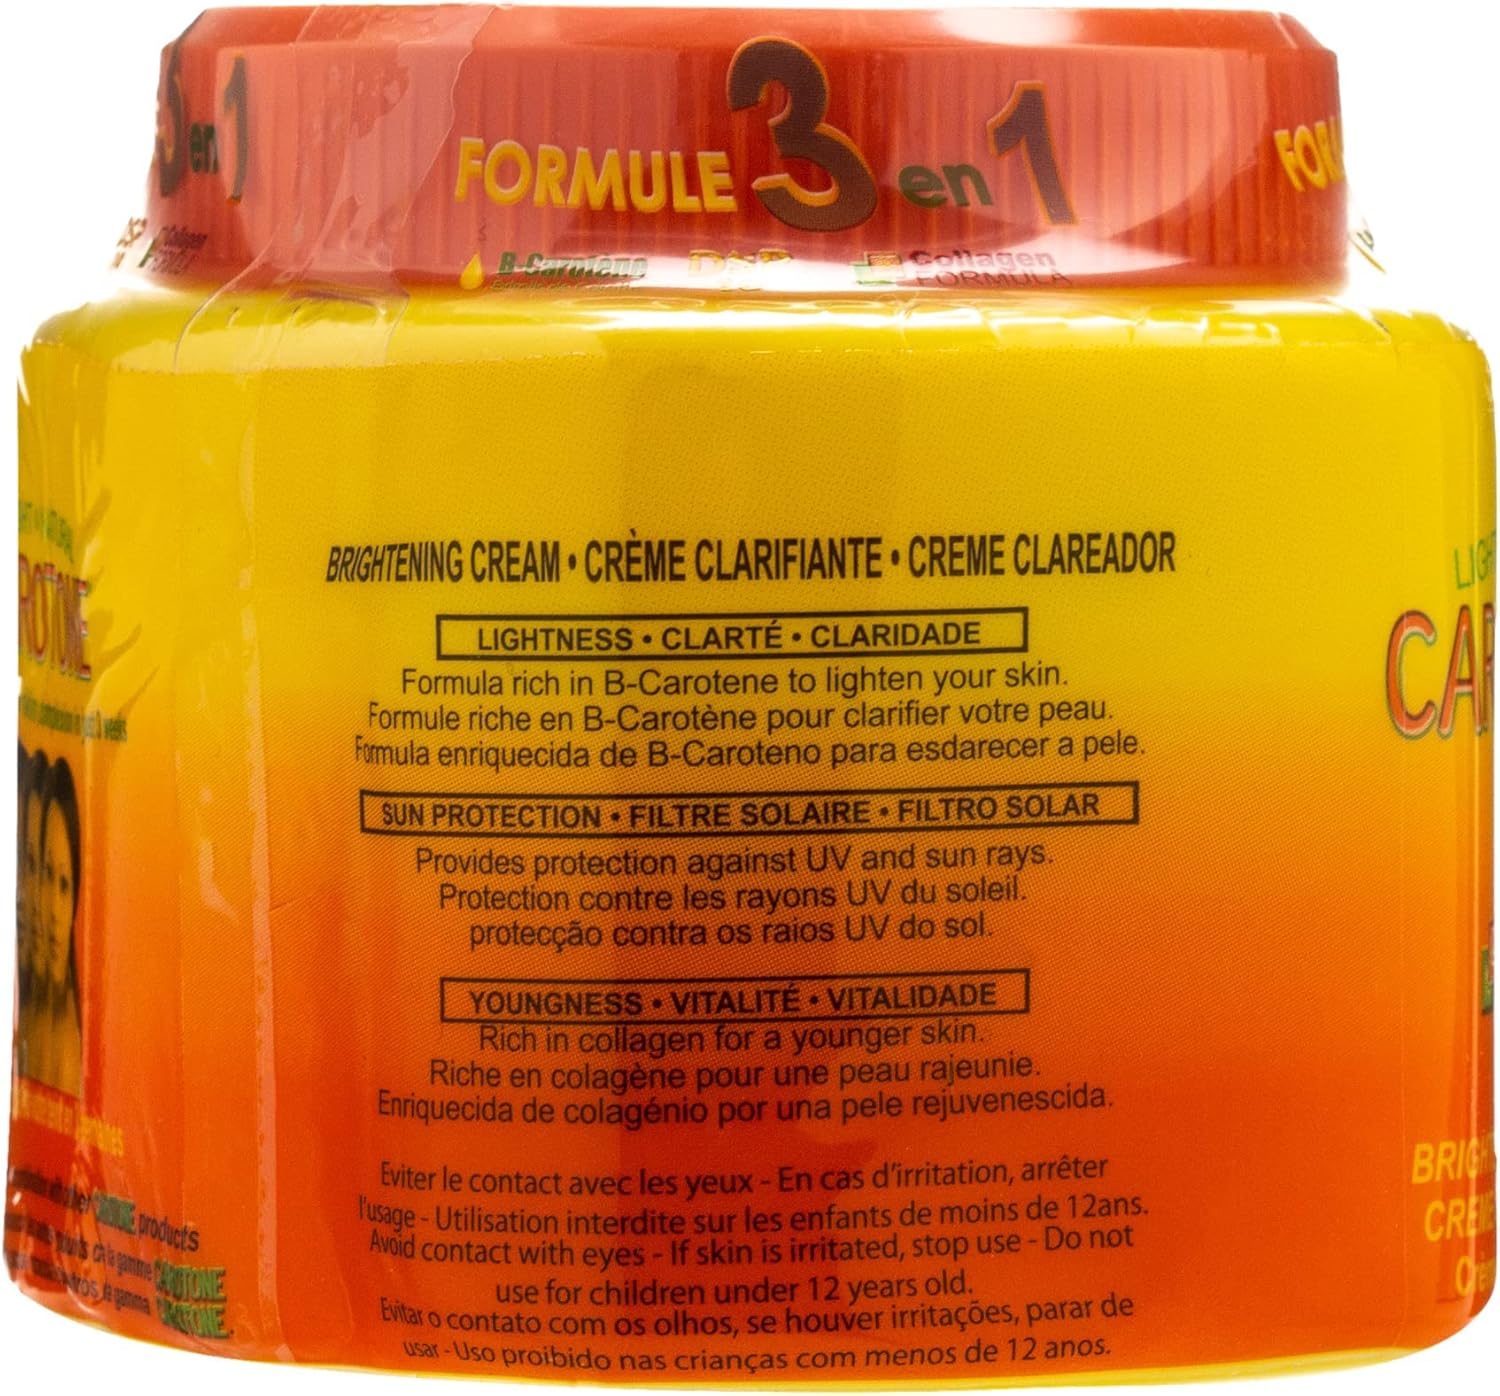 3 en 1
FORMULE 3 en 1
B-Carotène
Collagen
FORMULA
BRIGHTENING CREAM • CRÈME CLARIFIANTE • CREME CLAREADOR
LIGHTNESS • CLARTÉ • CLARIDADE
Formula rich in B-Carotene to lighten your skin.
Formule riche en B-Carotène pour clarifier votre peau.
Formula enriquecida de B-Caroteno para esdarecer a pele.
SUN PROTECTION • FILTRE SOLAIRE • FILTRO SOLAR
Provides protection against UV and sun rays.
Protection contre les rayons UV du soleil.
protecção contra os raios UV do sol.
YOUNGNESS • VITALITÉ • VITALIDADE
Rich in collagen for a younger skin.
Riche en colagène pour une peau rajeunie.
Enriquecida de colagénio por una pele rejuvenescida.
Eviter le contact avec les yeux - En cas d'irritation, arrêter
l'usage - Utilisation interdite sur les enfants de moins de 12ans.
Avoid contact with eyes - If skin is irritated, stop use - Do not
use for children under 12 years old.
Evitar o contato com os olhos, se houver irritações, parar de
usar - Uso proibido nas crianças com menos de 12 anos.
products
gamme CAROTONE
gamma CAROTONE.